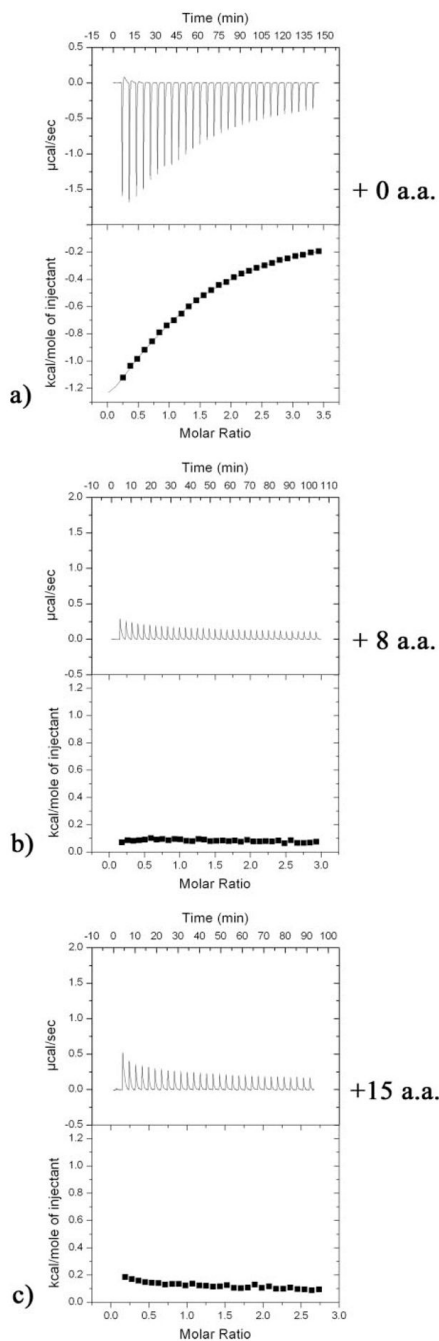 Time (min)
-15 0 15 30 45 60 75 90 105 120 135 150
0.5
0.0
-0.5
-1.0
-1.5
µcal/sec
+ 0 a.a.
-0.2
-0.4
-0.6
-0.8
-1.0
-1.2
kcal/mole of injectant
a)
0.0 0.5 1.0 1.5 2.0 2.5 3.0 3.5
Molar Ratio
Time (min)
-10 0 10 20 30 40 50 60 70 80 90 100 110
2.0
1.5
1.0
0.5
0.0
-0.5
µcal/sec
+ 8 a.a.
1.2
1.0
0.8
0.6
0.4
0.2
0.0
kcal/mole of injectant
b)
0.0 0.5 1.0 1.5 2.0 2.5 3.0
Molar Ratio
Time (min)
-10 0 10 20 30 40 50 60 70 80 90 100
2.0
1.5
1.0
0.5
0.0
-0.5
µcal/sec
+15 a.a.
1.2
1.0
0.8
0.6
0.4
0.2
0.0
kcal/mole of injectant
c)
0.0 0.5 1.0 1.5 2.0 2.5 3.0
Molar Ratio